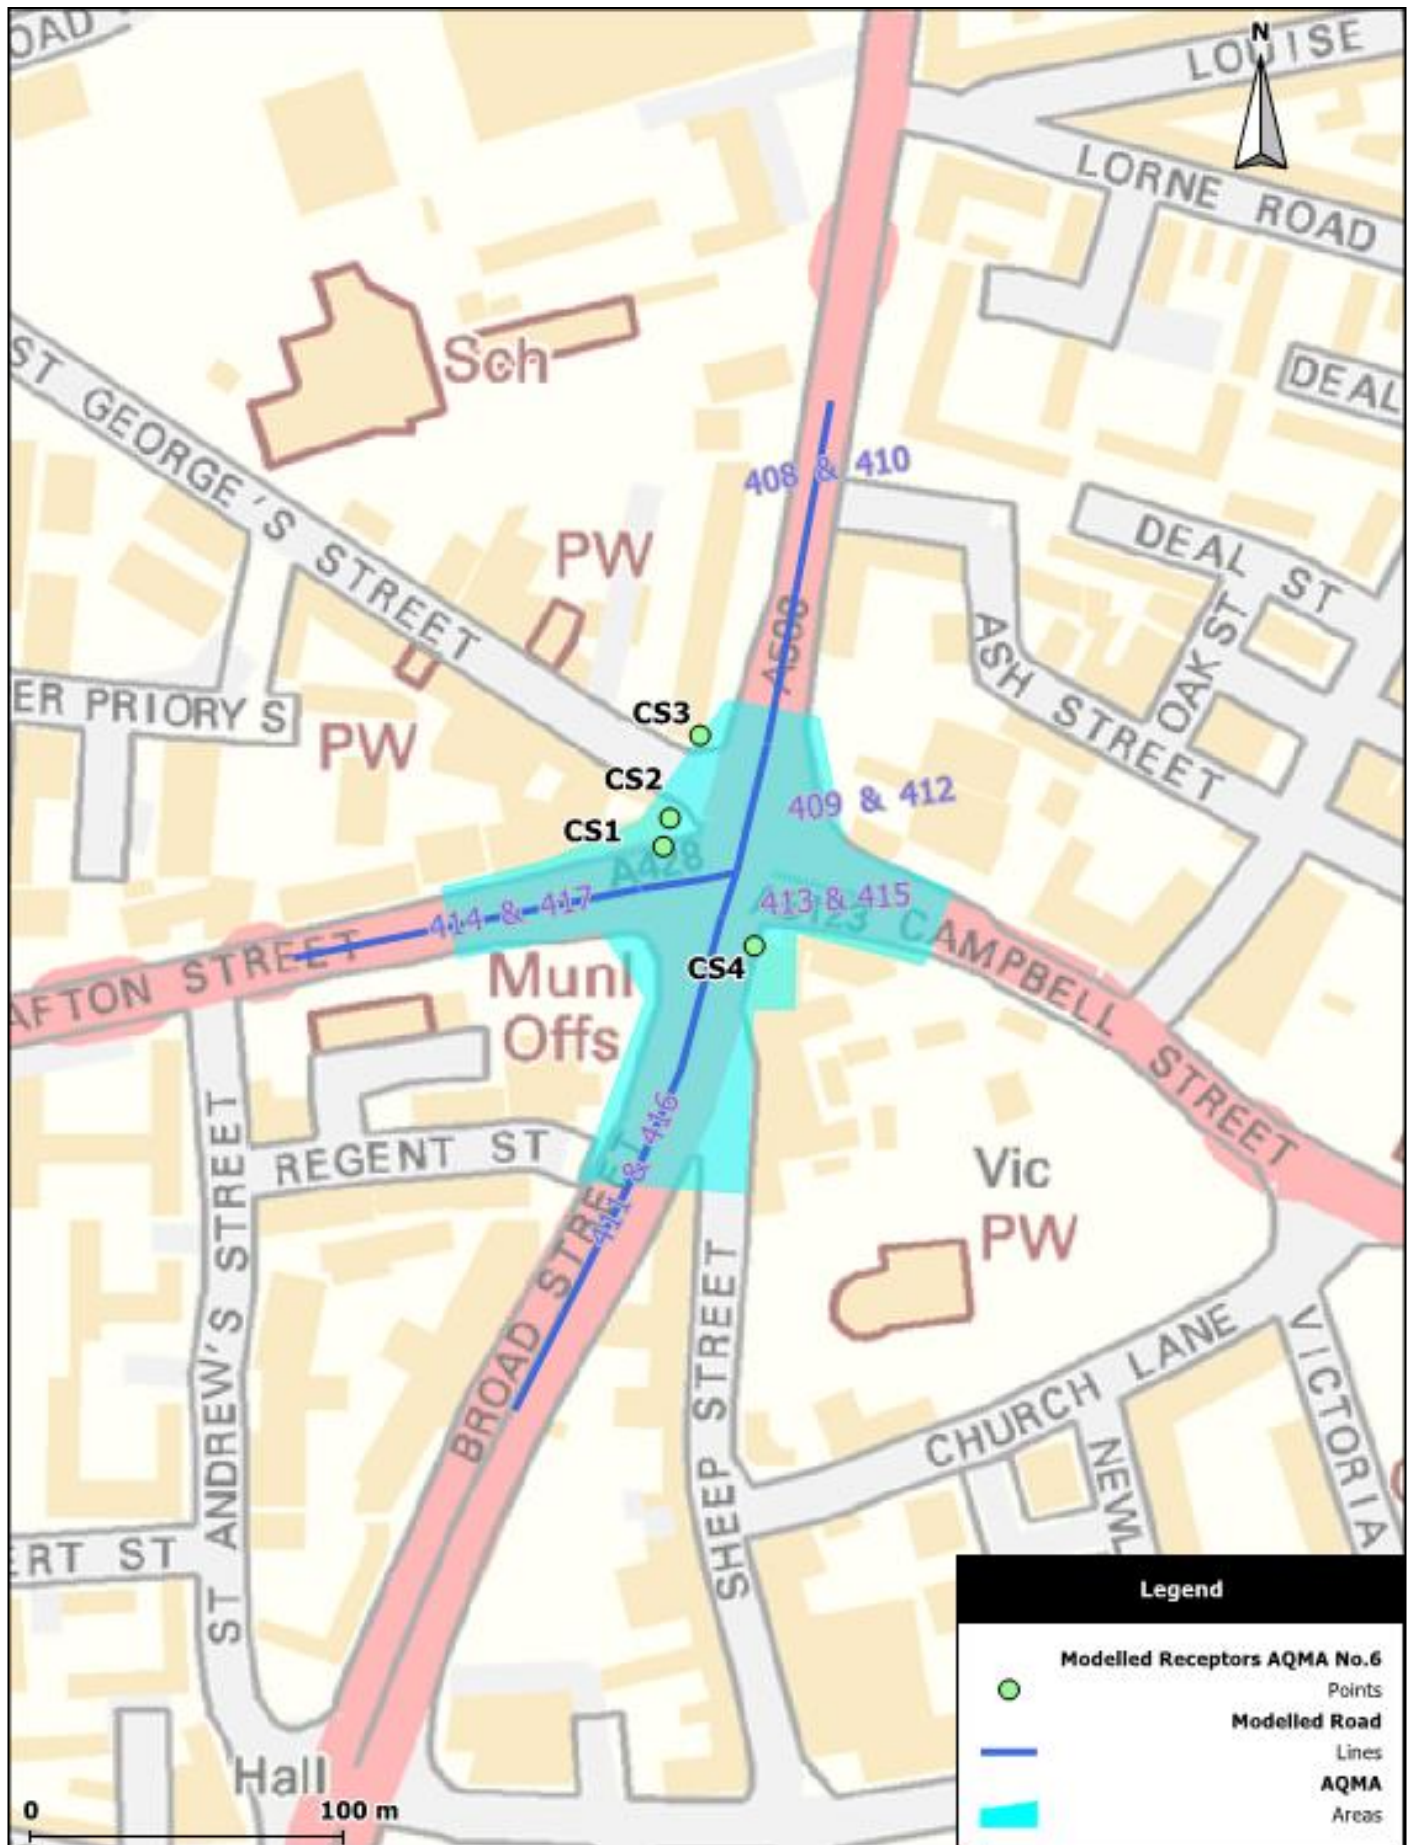 OAD
N
LOUISE
LORNE ROAD
ST GEORGE'S STREET
Sch
DEAL
408 & 410
DEAL ST
PW
OAK ST
ASH STREET
ER PRIORY S
PW
CS3
CS2
409 & 412
CS1
A428
414 & 417
413 & 415
CAMPBELL STREET
CS4
AFTON STREET
Muni
Offs
411 & 416
REGENT ST
Vic
PW
BROAD STREET
ST ANDREW'S STREET
SHEEP STREET
CHURCH LANE
VICTORIA
NEWL
ERT ST
Hall
0 100 m
Legend
Modelled Receptors AQMA No.6
Points
Modelled Road
Lines
AQMA
Areas